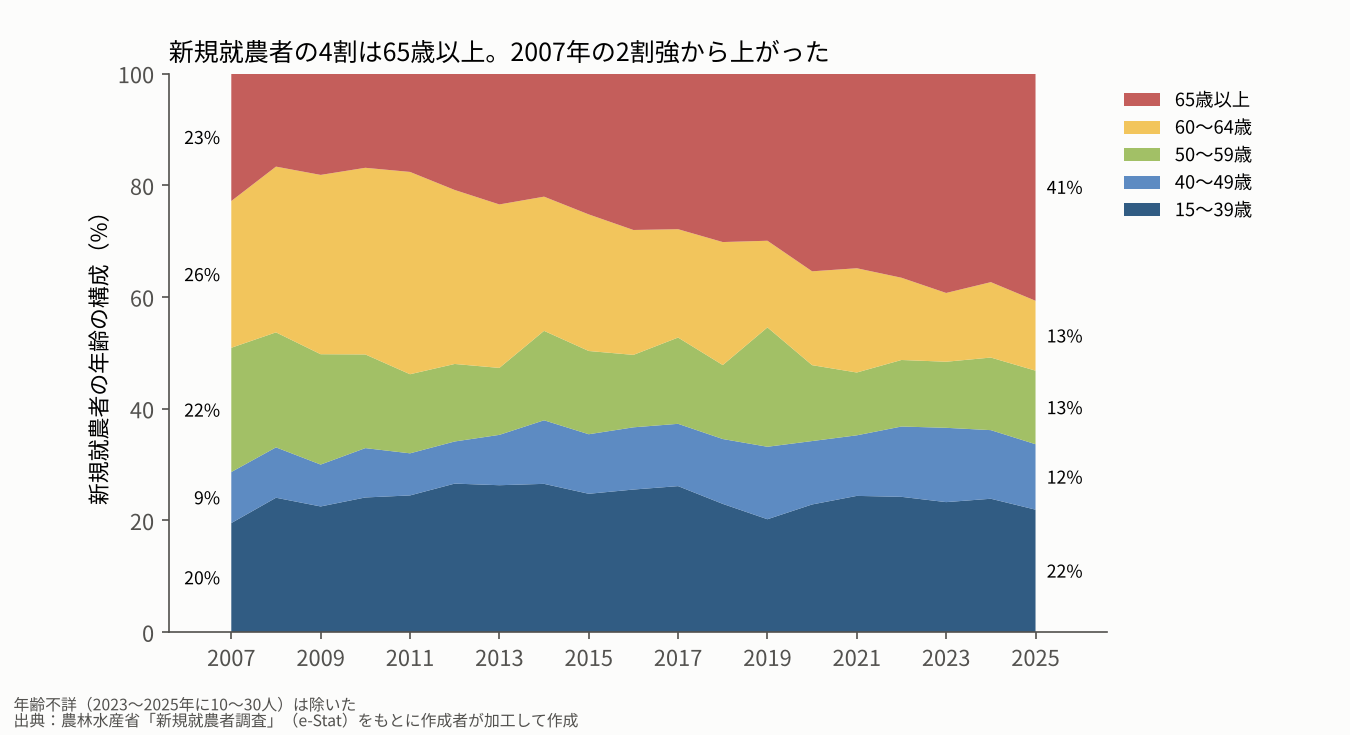 新規就農者の4割は65歳以上。2007年の2割強から上がった
新規就農者の年齢の構成（%）
100
80
60
40
20
0
23%
26%
22%
9%
20%
41%
13%
13%
12%
22%
65歳以上
60〜64歳
50〜59歳
40〜49歳
15〜39歳
2007 2009 2011 2013 2015 2017 2019 2021 2023 2025
年齢不詳（2023〜2025年に10〜30人）は除いた
出典：農林水産省「新規就農者調査」（e-Stat）をもとに作成者が加工して作成